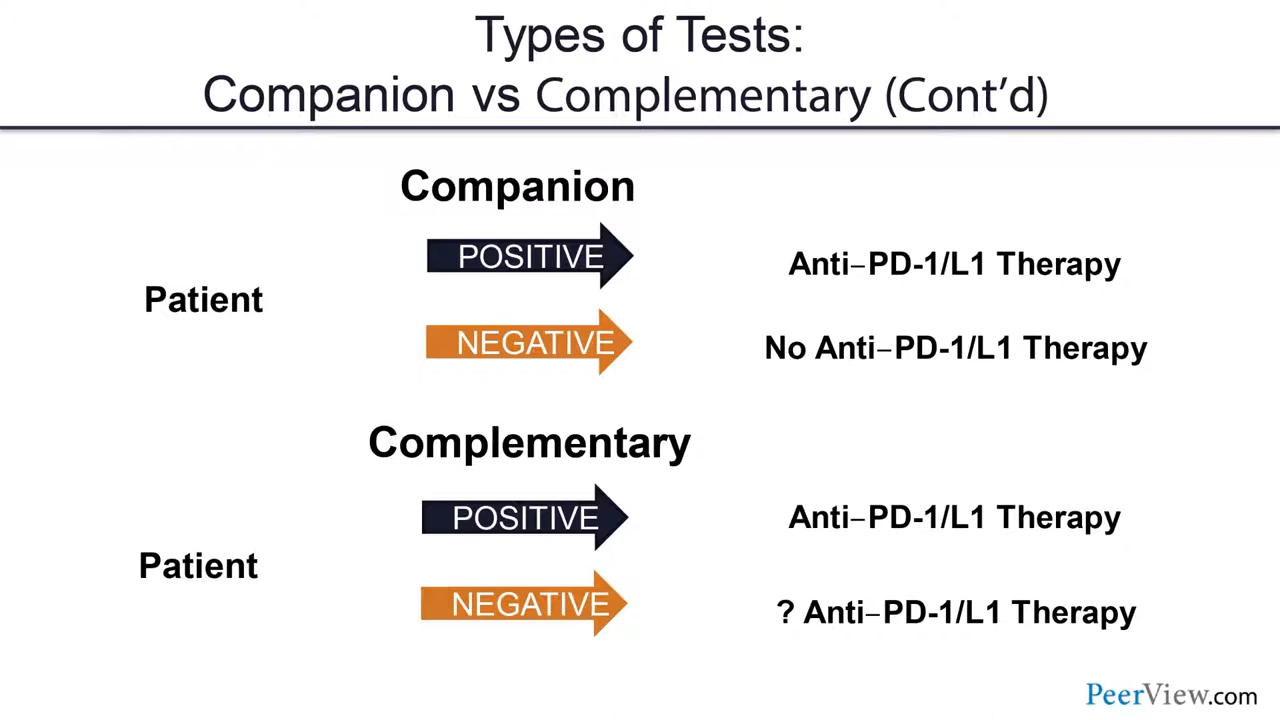 Types of Tests:
Companion vs Complementary (Cont’d)
Companion
POSITIVE
Anti–PD-1/L1 Therapy
Patient
NEGATIVE
No Anti–PD-1/L1 Therapy
Complementary
POSITIVE
Anti–PD-1/L1 Therapy
Patient
NEGATIVE
? Anti–PD-1/L1 Therapy
PeerView.com